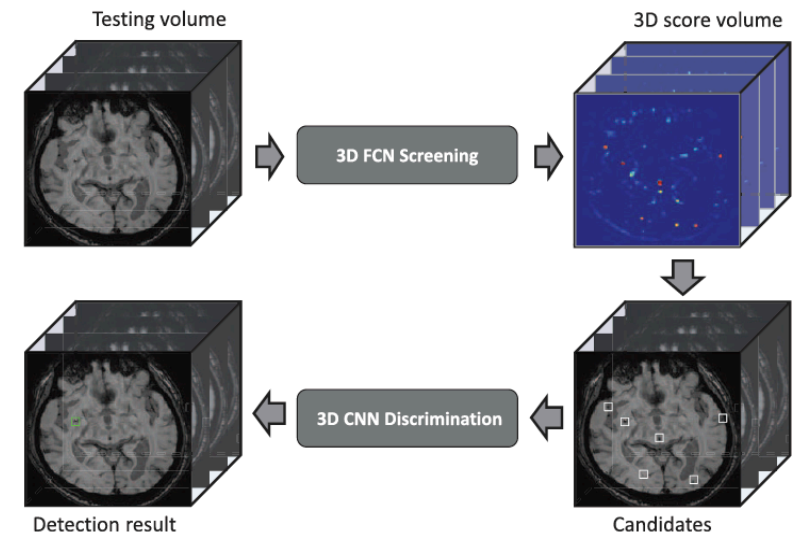 Testing volume
3D score volume
3D FCN Screening
3D CNN Discrimination
Detection result
Candidates